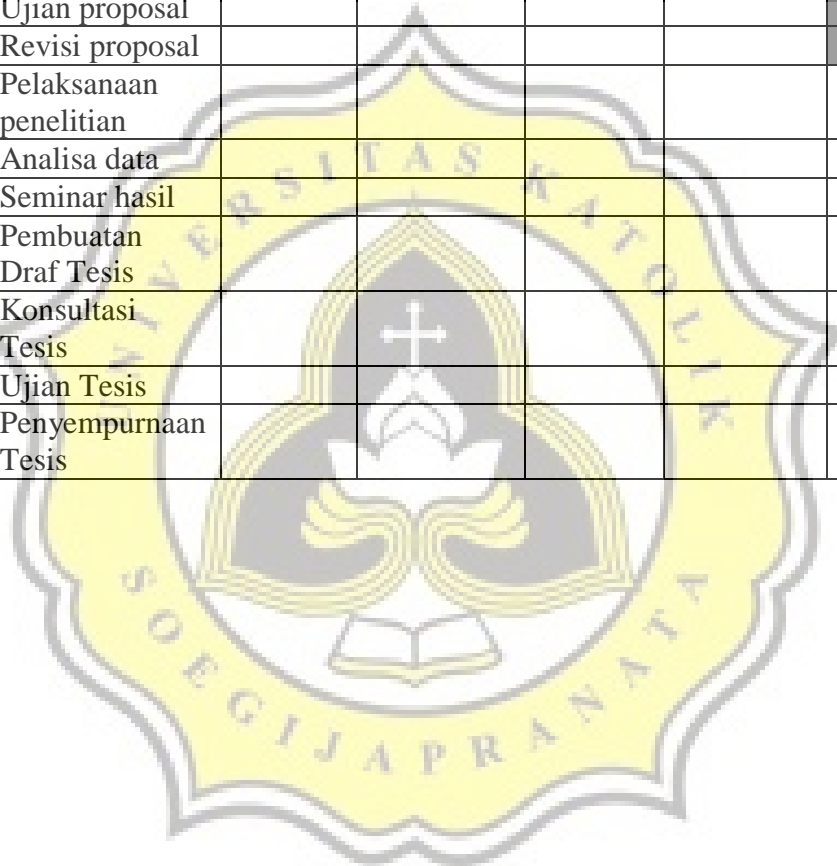 Ujian proposal
Revisi proposal
Pelaksanaan
penelitian
Analisa data
Seminar hasil
Pembuatan
Draf Tesis
Konsultasi
Tesis
Ujian Tesis
Penyempurnaan
Tesis
UNIVERSITAS KATOLIK
SOEGIJAPRANATA